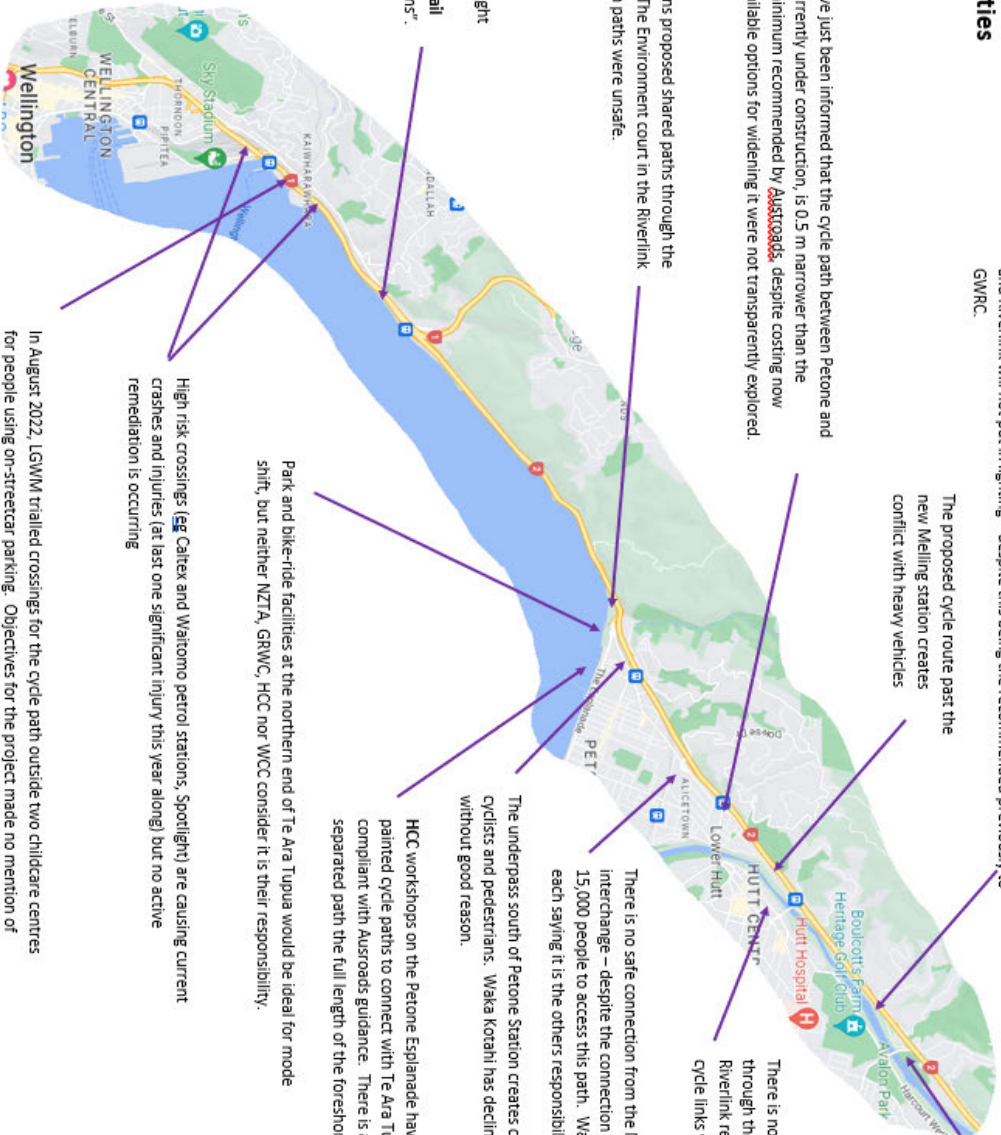 ties
GWRC.
The proposed cycle route past the
new Melling station creates
conflict with heavy vehicles
ve just been informed that the cycle path between Petone and
rrently under construction, is 0.5 m narrower than the
inimum recommended by Austroads, despite costing now
ailable options for widening it were not transparently explored.
ns proposed shared paths through the
The Environment court in the Riverlink
paths were unsafe.
ght
ail
ns".
There is no
through th
Riverlink re
cycle links
There is no safe connection from the
interchange – despite the connection
15,000 people to access this path. Wa
each saying it is the others responsibil
The underpass south of Petone Station creates c
cyclists and pedestrians. Waka Kotahi has declin
without good reason.
HCC workshops on the Petone Esplanade hav
painted cycle paths to connect with Te Ara Tu
compliant with Ausroads guidance. There is a
separated path the full length of the foresho
Park and bike-ride facilities at the northern end of Te Ara Tupua would be ideal for mode
shift, but neither NZTA, GRWC, HCC nor WCC consider it is their responsibility.
High risk crossings (eg Caltex and Waitomo petrol stations, Spotlight) are causing current
crashes and injuries (at last one significant injury this year along) but no active
remediation is occurring
In August 2022, LGWM trialled crossings for the cycle path outside two childcare centres
for people using on-streetcar parking. Objectives for the project made no mention of
Avalon Park
Boulcott's Farm
Heritage Golf Club
Hutt Hospital
H
HUTT CENTR
Lower Hutt
ALICETOWN
PET
The Esplanade
2
2
2
1
1
DALLAH
KAIWHARAWHARA
Sky Stadium
THORNDON
PIPITEA
WELLINGTON
CENTRAL
ELBURN
Wellington